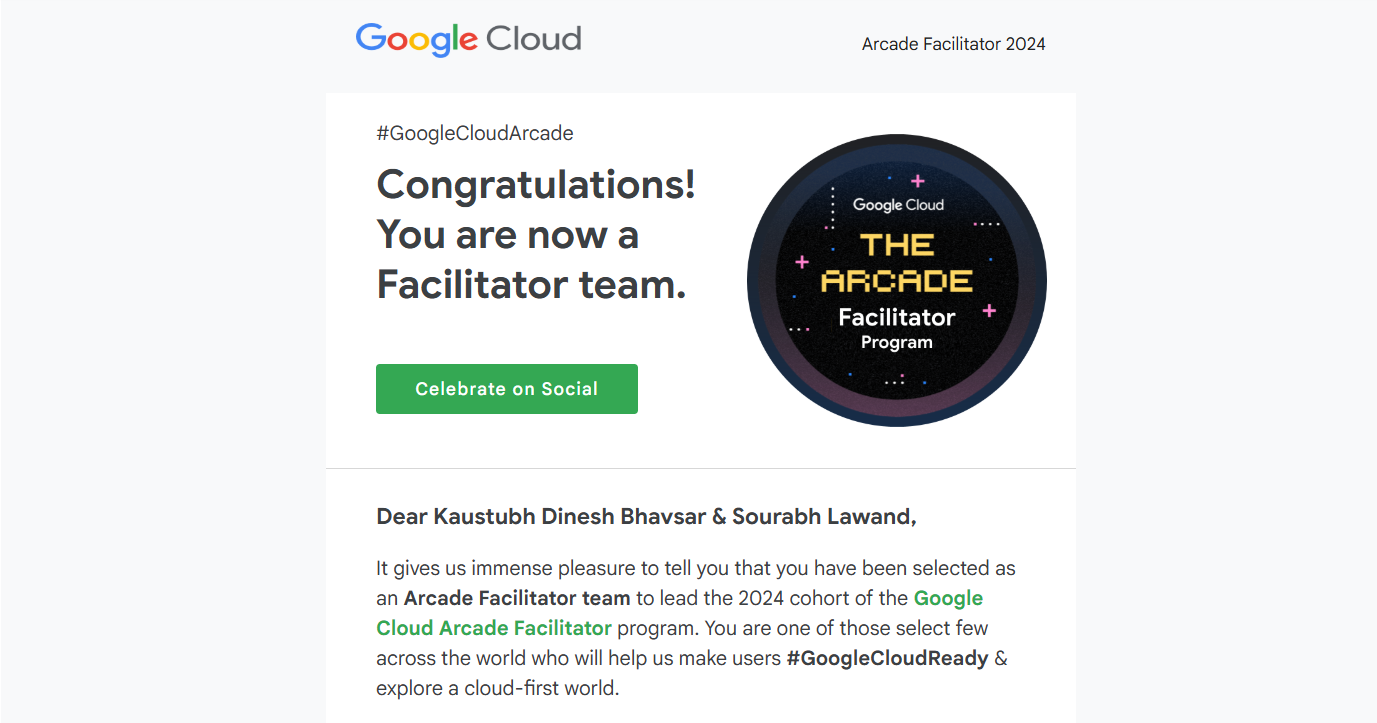 Google Cloud
Arcade Facilitator 2024
#GoogleCloudArcade
Congratulations!
You are now a
Facilitator team.
Celebrate on Social
Google Cloud
THE
ARCADE
Facilitator
Program
Dear Kaustubh Dinesh Bhavsar & Sourabh Lawand,
It gives us immense pleasure to tell you that you have been selected as
an Arcade Facilitator team to lead the 2024 cohort of the Google
Cloud Arcade Facilitator program. You are one of those select few
across the world who will help us make users #GoogleCloudReady &
explore a cloud-first world.